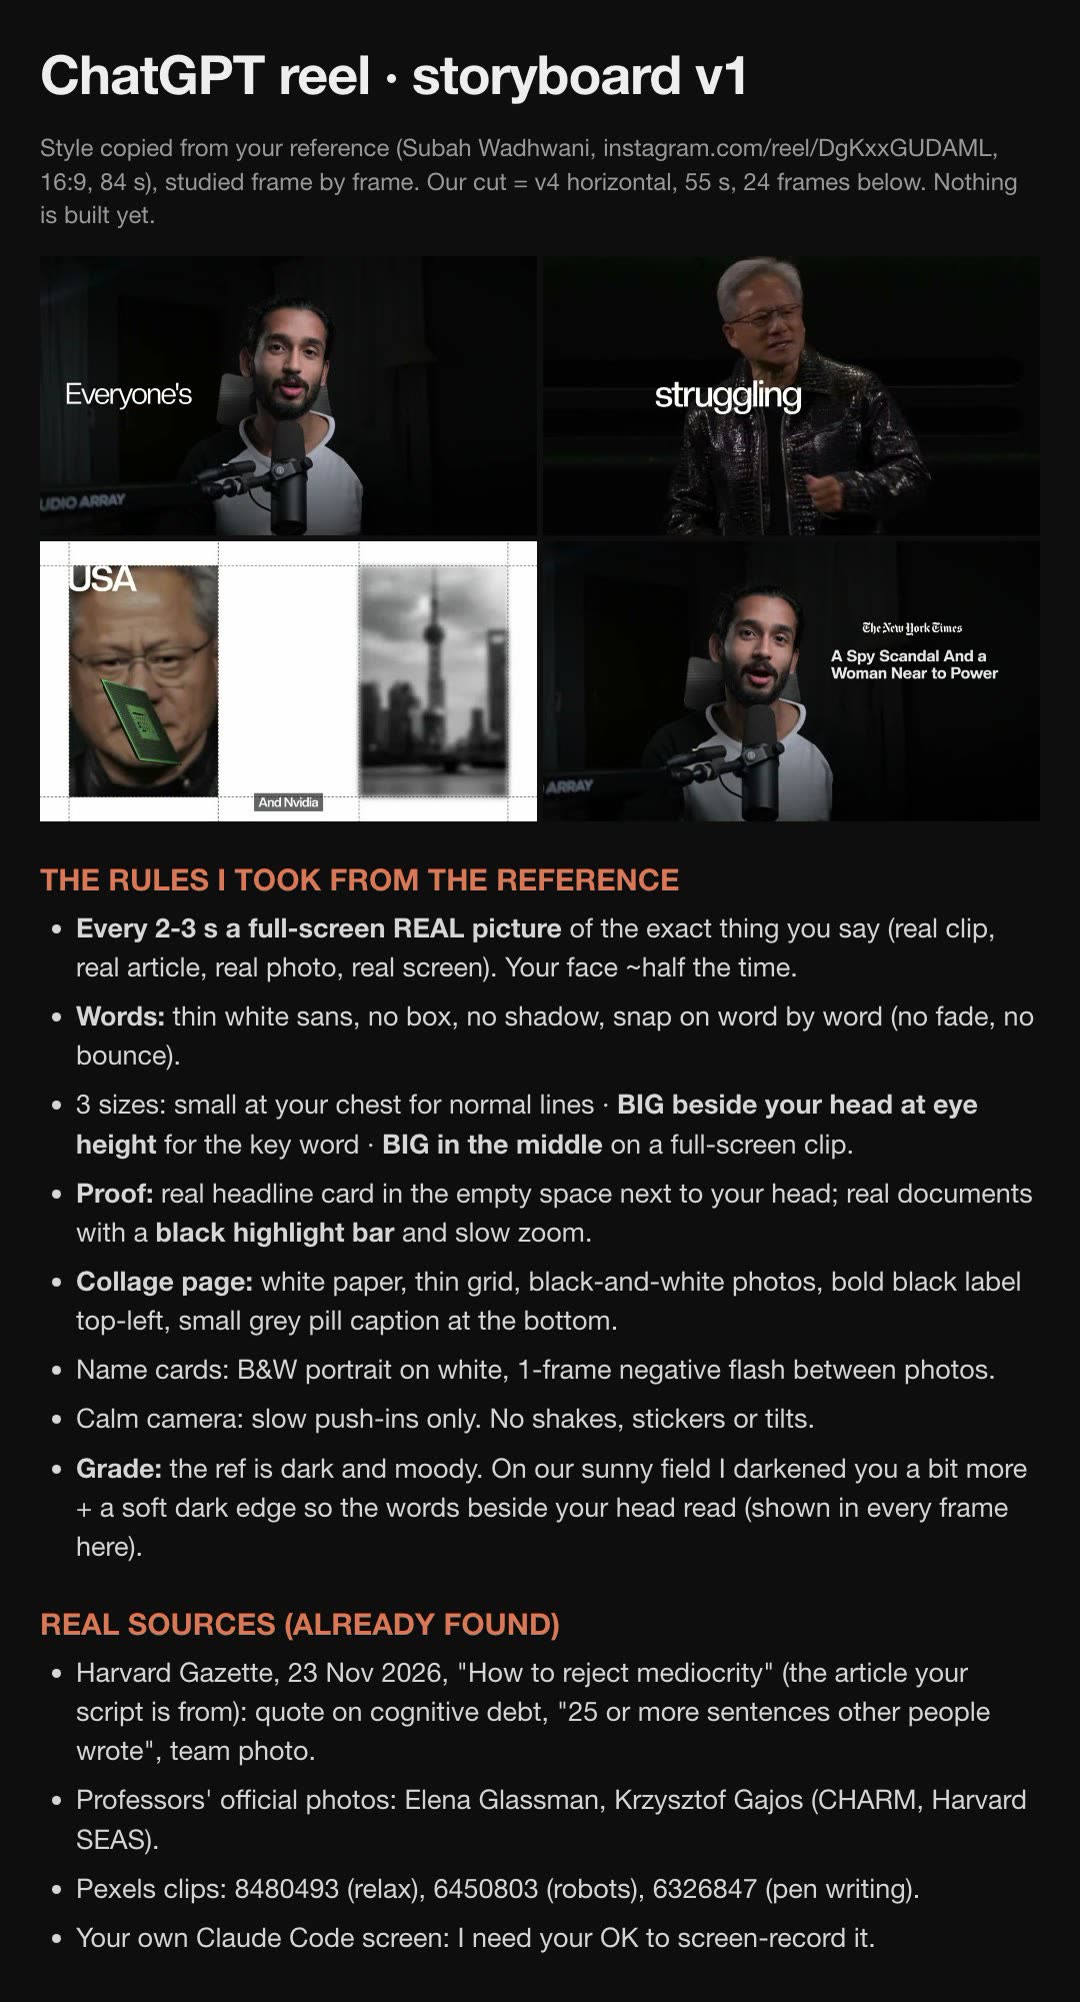 ChatGPT reel · storyboard v1
Style copied from your reference (Subah Wadhwani, instagram.com/reel/DgKxxGUDAML,
16:9, 84 s), studied frame by frame. Our cut = v4 horizontal, 55 s, 24 frames below. Nothing
is built yet.
Everyone's
UDIO ARRAY
struggling
USA
And Nvidia
The New York Times
A Spy Scandal And a
Woman Near to Power
ARRAY
THE RULES I TOOK FROM THE REFERENCE
• Every 2-3 s a full-screen REAL picture of the exact thing you say (real clip,
real article, real photo, real screen). Your face ~half the time.
• Words: thin white sans, no box, no shadow, snap on word by word (no fade, no
bounce).
• 3 sizes: small at your chest for normal lines · BIG beside your head at eye
height for the key word · BIG in the middle on a full-screen clip.
• Proof: real headline card in the empty space next to your head; real documents
with a black highlight bar and slow zoom.
• Collage page: white paper, thin grid, black-and-white photos, bold black label
top-left, small grey pill caption at the bottom.
• Name cards: B&W portrait on white, 1-frame negative flash between photos.
• Calm camera: slow push-ins only. No shakes, stickers or tilts.
• Grade: the ref is dark and moody. On our sunny field I darkened you a bit more
+ a soft dark edge so the words beside your head read (shown in every frame
here).
REAL SOURCES (ALREADY FOUND)
• Harvard Gazette, 23 Nov 2026, "How to reject mediocrity" (the article your
script is from): quote on cognitive debt, "25 or more sentences other people
wrote", team photo.
• Professors' official photos: Elena Glassman, Krzysztof Gajos (CHARM, Harvard
SEAS).
• Pexels clips: 8480493 (relax), 6450803 (robots), 6326847 (pen writing).
• Your own Claude Code screen: I need your OK to screen-record it.